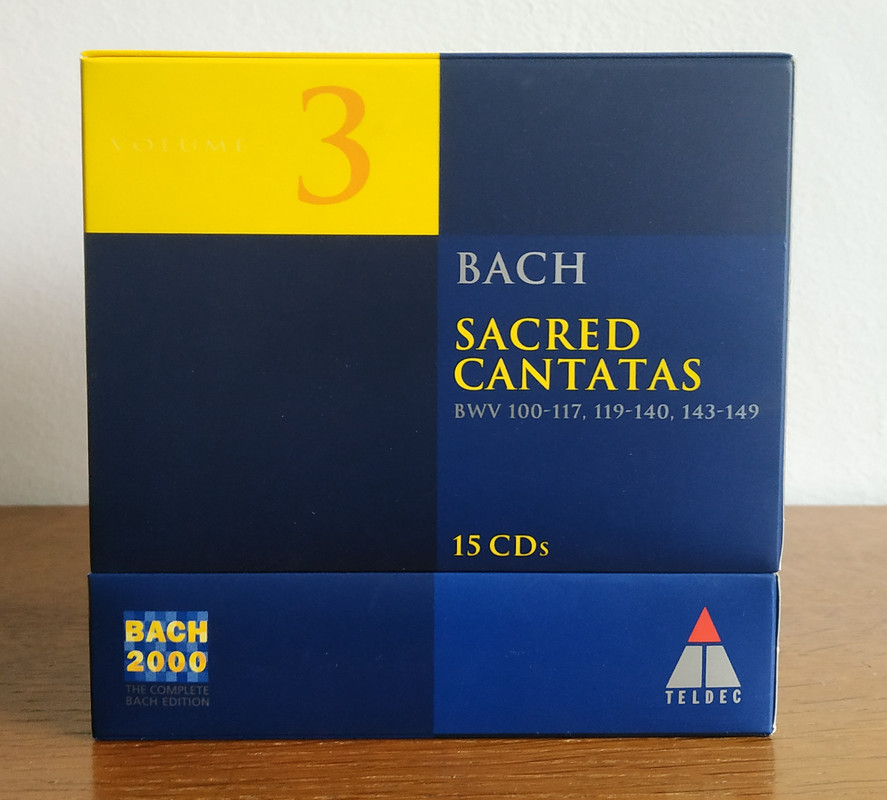 VOLUME 3
BACH
SACRED
CANTATAS
BWV 100-117, 119-140, 143-149
15 CDs
BACH
2000
THE COMPLETE
BACH EDITION
TELDEC